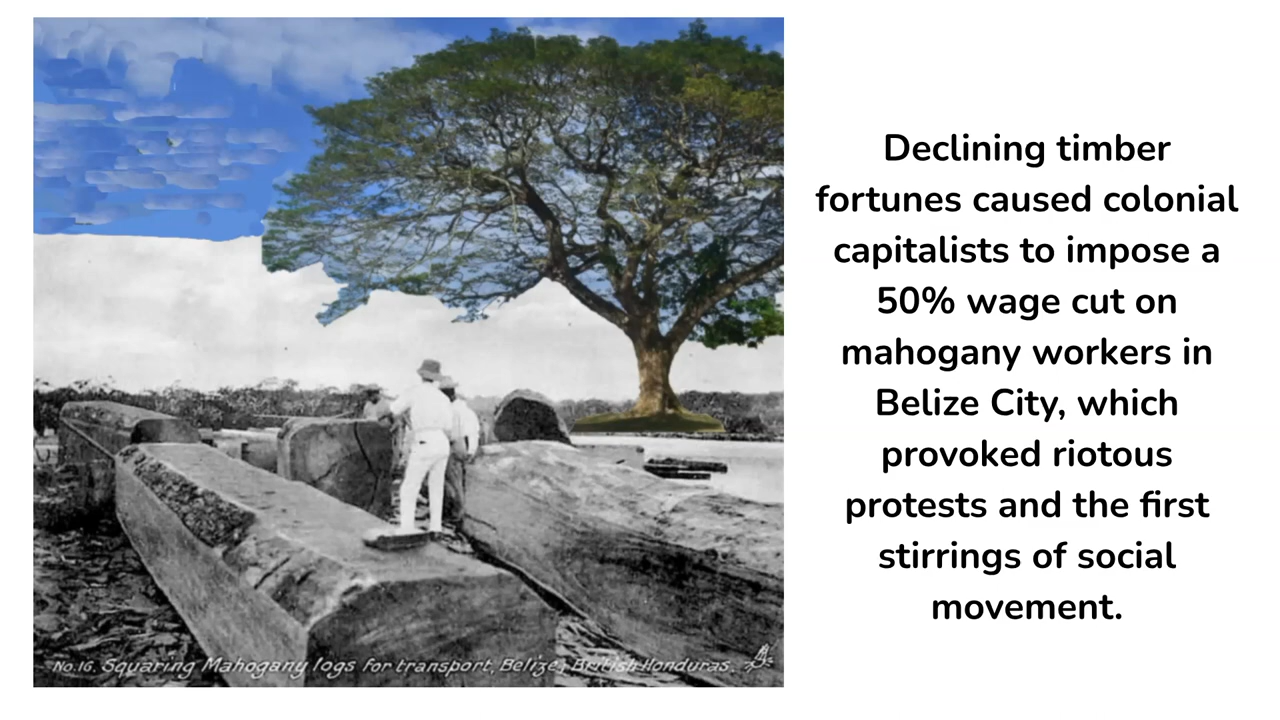 Declining timber
fortunes caused colonial
capitalists to impose a
50% wage cut on
mahogany workers in
Belize City, which
provoked riotous
protests and the first
stirrings of social
movement.
No.16. Squaring Mahogany logs for transport, Belize, British Honduras.